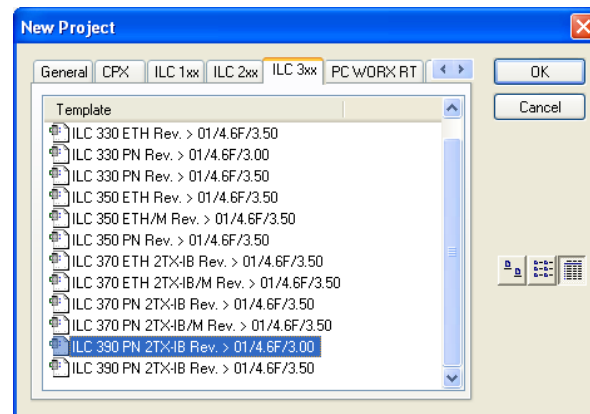 New Project
General CPX ILC 1xx ILC 2xx ILC 3xx PC WORX RT
OK
Cancel
Template
ILC 330 ETH Rev. > 01/4.6F/3.50
ILC 330 PN Rev. > 01/4.6F/3.00
ILC 330 PN Rev. > 01/4.6F/3.50
ILC 350 ETH Rev. > 01/4.6F/3.50
ILC 350 ETH/M Rev. > 01/4.6F/3.50
ILC 350 PN Rev. > 01/4.6F/3.50
ILC 370 ETH 2TX-IB Rev. > 01/4.6F/3.50
ILC 370 ETH 2TX-IB/M Rev. > 01/4.6F/3.50
ILC 370 PN 2TX-IB Rev. > 01/4.6F/3.50
ILC 370 PN 2TX-IB/M Rev. > 01/4.6F/3.50
ILC 390 PN 2TX-IB Rev. > 01/4.6F/3.00
ILC 390 PN 2TX-IB Rev. > 01/4.6F/3.50